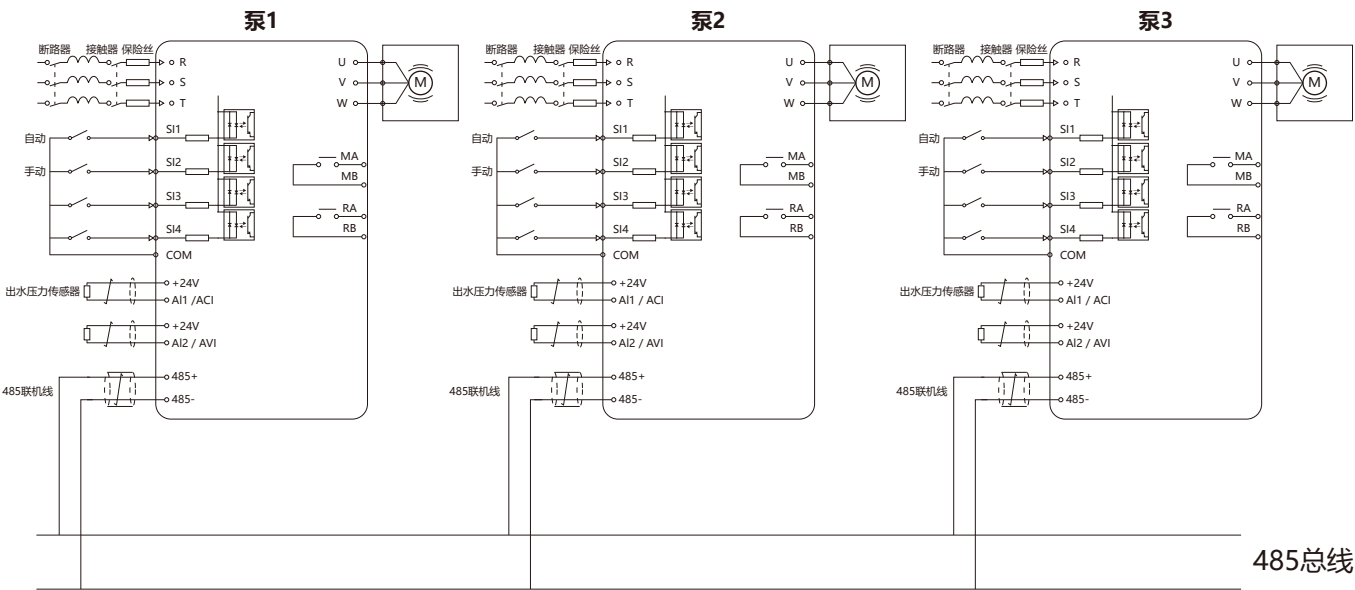 泵1
断路器 接触器 保险丝
R
S
T
U
V
W
M
自动
手动
SI1
SI2
SI3
SI4
COM
MA
MB
RA
RB
出水压力传感器
+24V
AI1 / ACI
+24V
AI2 / AVI
485联机线
485+
485-
泵2
断路器 接触器 保险丝
R
S
T
U
V
W
M
自动
手动
SI1
SI2
SI3
SI4
COM
MA
MB
RA
RB
出水压力传感器
+24V
AI1 / ACI
+24V
AI2 / AVI
485联机线
485+
485-
泵3
断路器 接触器 保险丝
R
S
T
U
V
W
M
自动
手动
SI1
SI2
SI3
SI4
COM
MA
MB
RA
RB
出水压力传感器
+24V
AI1 / ACI
+24V
AI2 / AVI
485联机线
485+
485-
485总线